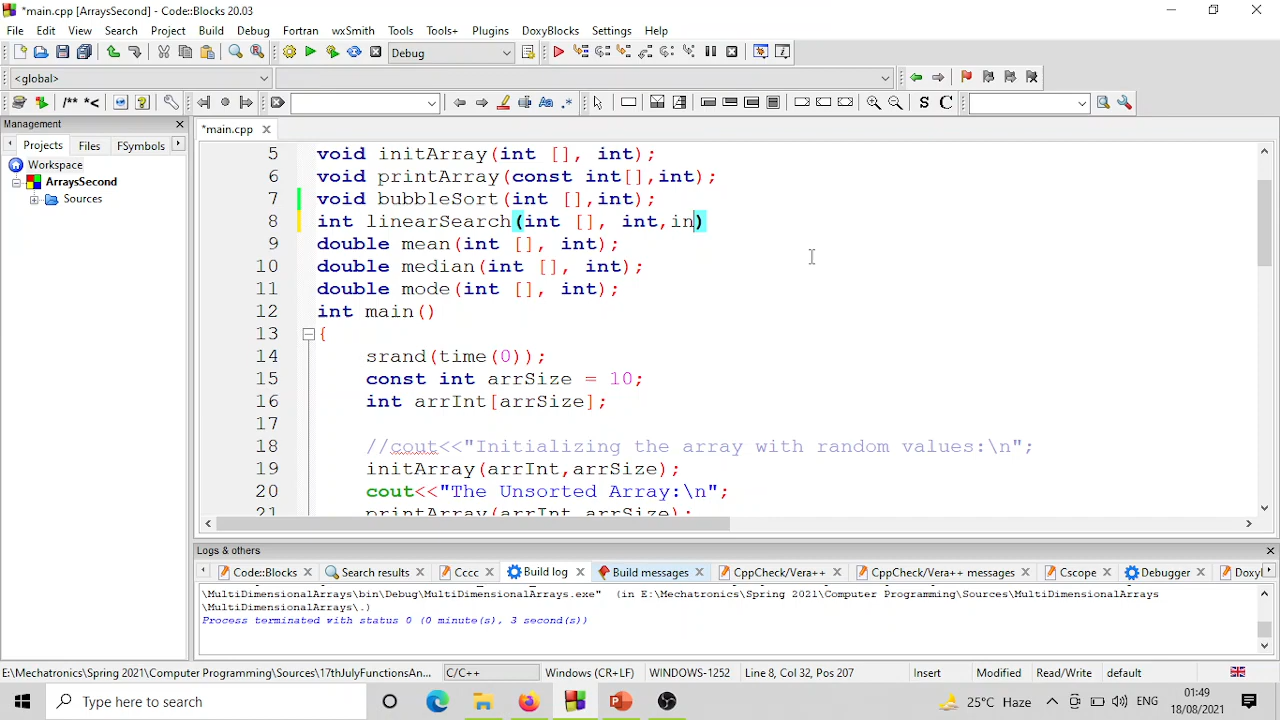 *main.cpp [ArraysSecond] - Code::Blocks 20.03
File Edit View Search Project Build Debug Fortran wxSmith Tools Tools+ Plugins DoxyBlocks Settings Help
Debug
<global>
/** *<
S C
Management
*main.cpp
Projects Files FSymbols
Workspace
ArraysSecond
Sources
5 void initArray(int [], int);
6 void printArray(const int[],int);
7 void bubbleSort(int [],int);
8 int linearSearch(int [], int,in)
9 double mean(int [], int);
10 double median(int [], int);
11 double mode(int [], int);
12 int main()
13 {
14 srand(time(0));
15 const int arrSize = 10;
16 int arrInt[arrSize];
17
18 //cout<<"Initializing the array with random values:\n";
19 initArray(arrInt,arrSize);
20 cout<<"The Unsorted Array:\n";
21 printArray(arrInt,arrSize);
Logs & others
Code::Blocks Search results Cccc Build log Build messages CppCheck/Vera++ CppCheck/Vera++ messages Cscope Debugger Doxy
\MultiDimensionalArrays\bin\Debug\MultiDimensionalArrays.exe" (in E:\Mechatronics\Spring 2021\Computer Programming\Sources\MultiDimensionalArrays
\MultiDimensionalArrays\.)
Process terminated with status 0 (0 minute(s), 3 second(s))
E:\Mechatronics\Spring 2021\Computer Programming\Sources\17thJulyFunctionsAn... C/C++ Windows (CR+LF) WINDOWS-1252 Line 8, Col 32, Pos 207 Insert Modified Read/Write default
Type here to search
25°C Haze
ENG
01:49
18/08/2021